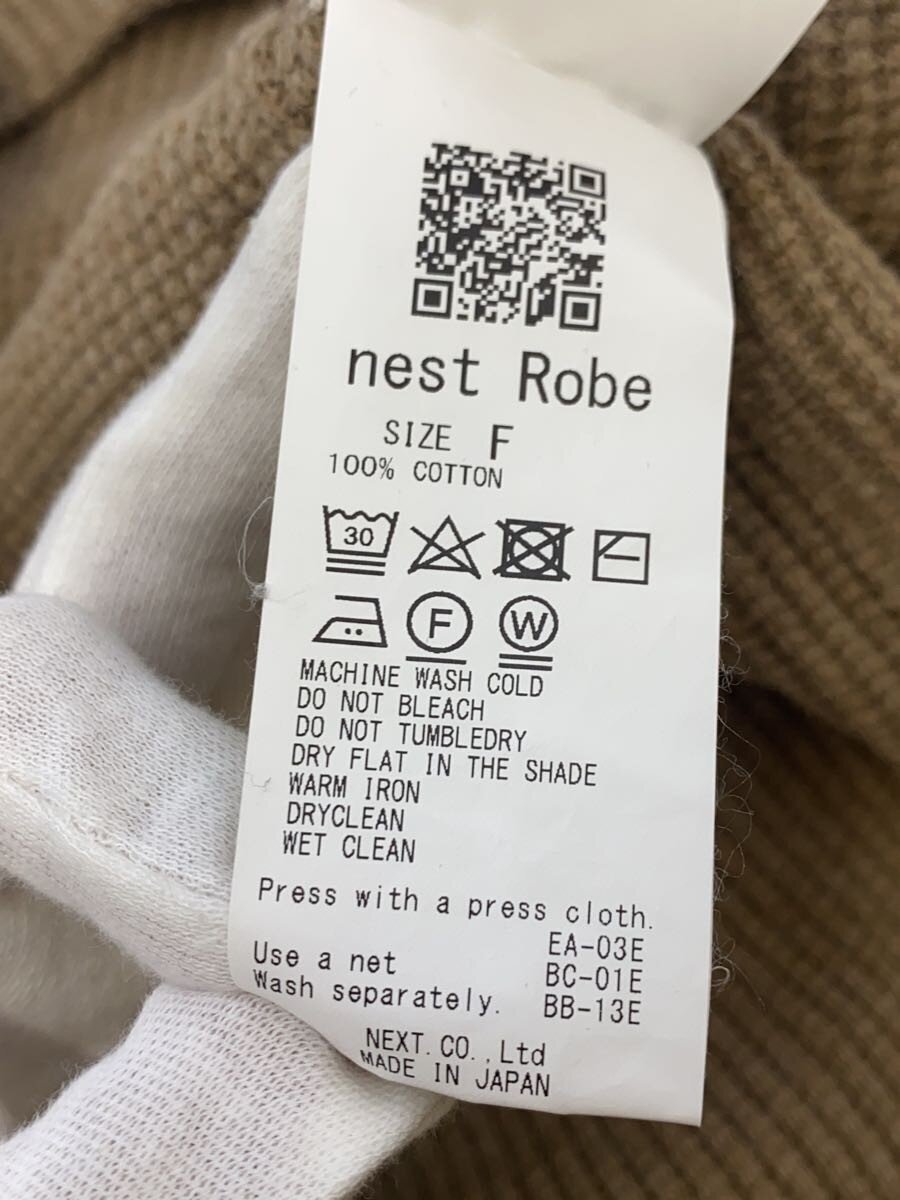 nest Robe
SIZE F
100% COTTON
30
F W
MACHINE WASH COLD
DO NOT BLEACH
DO NOT TUMBLEDRY
DRY FLAT IN THE SHADE
WARM IRON
DRYCLEAN
WET CLEAN
Press with a press cloth.
EA-03E
Use a net BC-01E
Wash separately. BB-13E
NEXT. CO., Ltd
MADE IN JAPAN